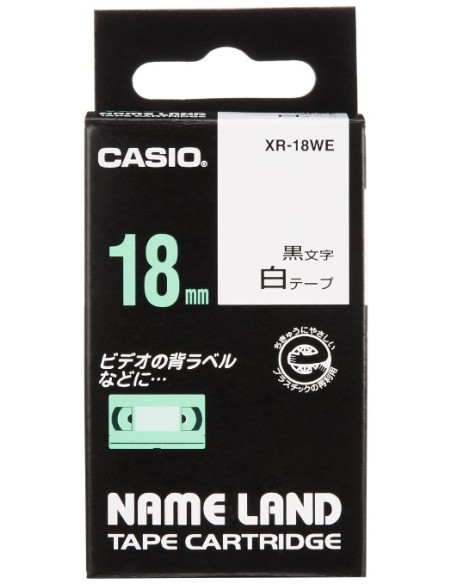 NAME LAND
CASIO®
XR-18WE
18mm
黒文字
白テープ
ちきゅうにやさしい
e
プラスチックの再利用
ビデオの背ラベル
などに…
NAME LAND
TAPE CARTRIDGE